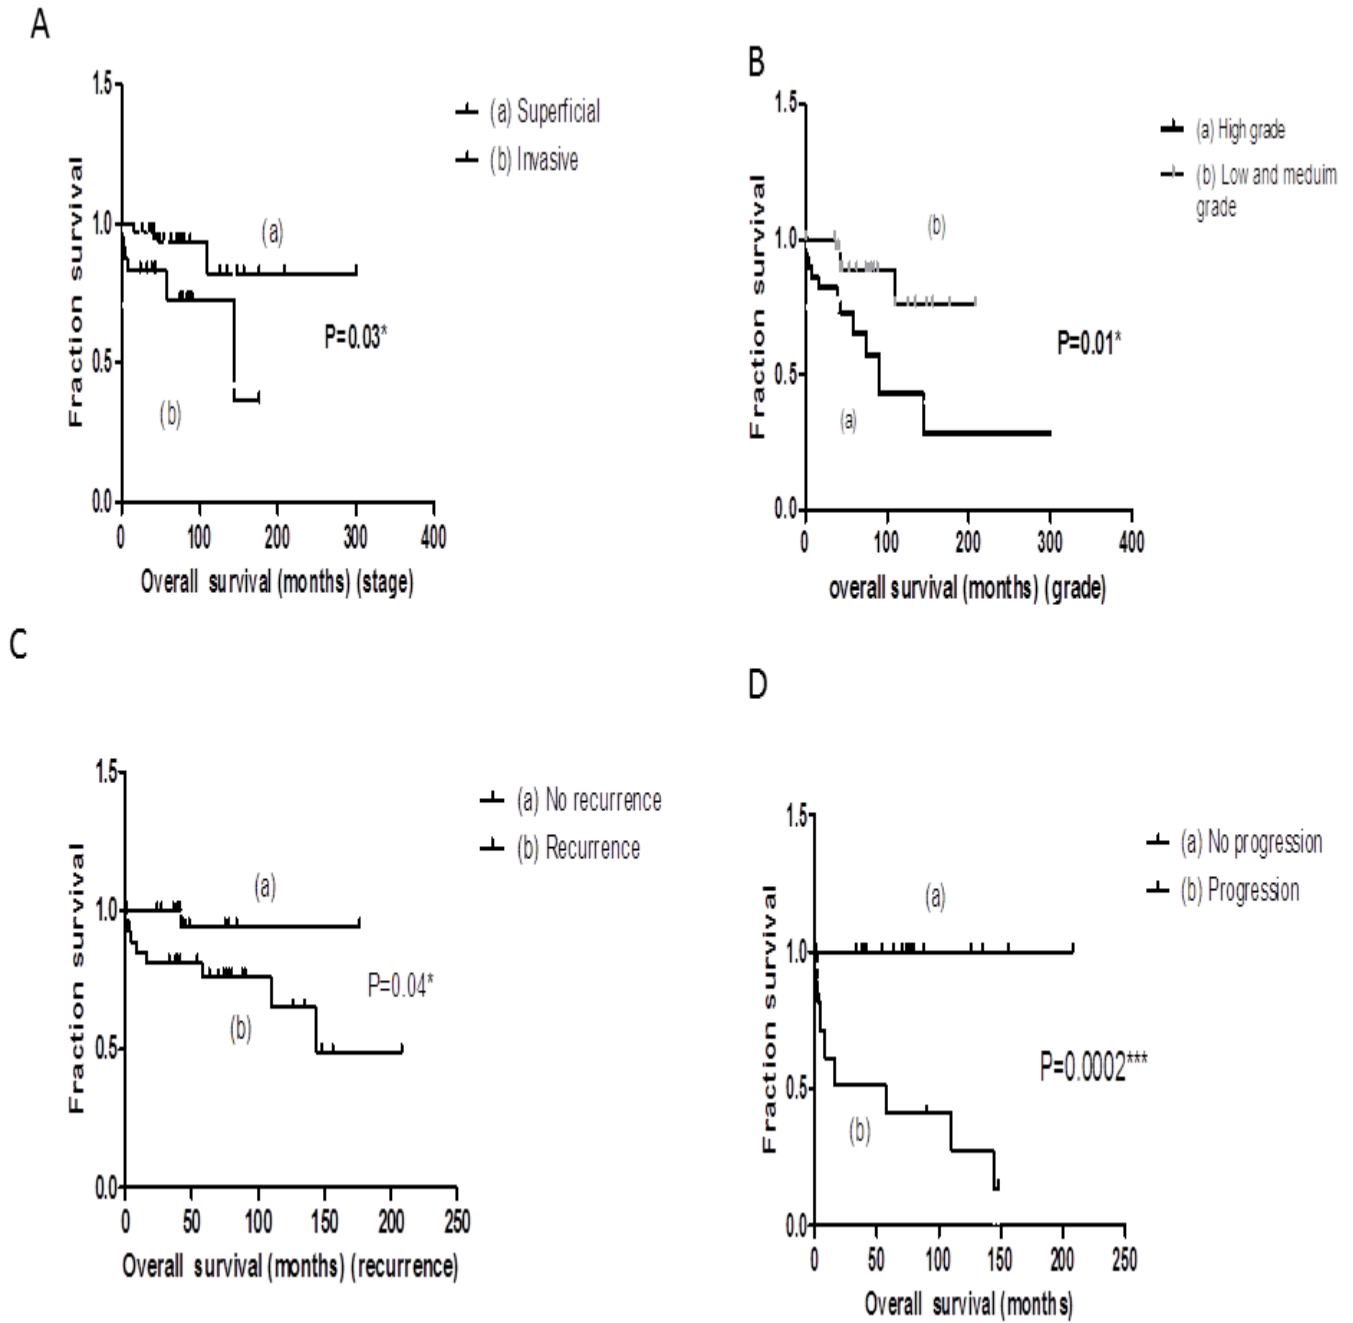 A
1.5
1.0
0.5
0.0
Fraction survival
(a) Superficial
(b) Invasive
(a)
(b)
P=0.03*
0 100 200 300 400
Overall survival (months) (stage)
B
1.5
1.0
0.5
0.0
Fraction survival
(a) High grade
(b) Low and meduim
grade
(b)
(a)
P=0.01*
0 100 200 300 400
overall survival (months) (grade)
C
1.5
1.0
0.5
0.0
Fraction survival
(a) No recurrence
(b) Recurrence
(a)
(b)
P=0.04*
0 50 100 150 200 250
Overall survival (months) (recurrence)
D
1.5
1.0
0.5
0.0
Fraction survival
(a) No progression
(b) Progression
(a)
(b)
P=0.0002***
0 50 100 150 200 250
Overall survival (months)